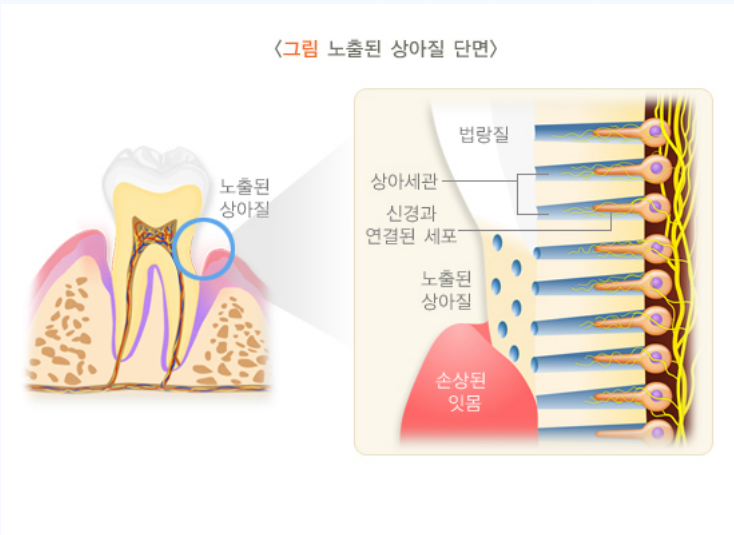 <그림 노출된 상아질 단면>
노출된
상아질
법랑질
상아세관
신경과
연결된 세포
노출된
상아질
손상된
잇몸